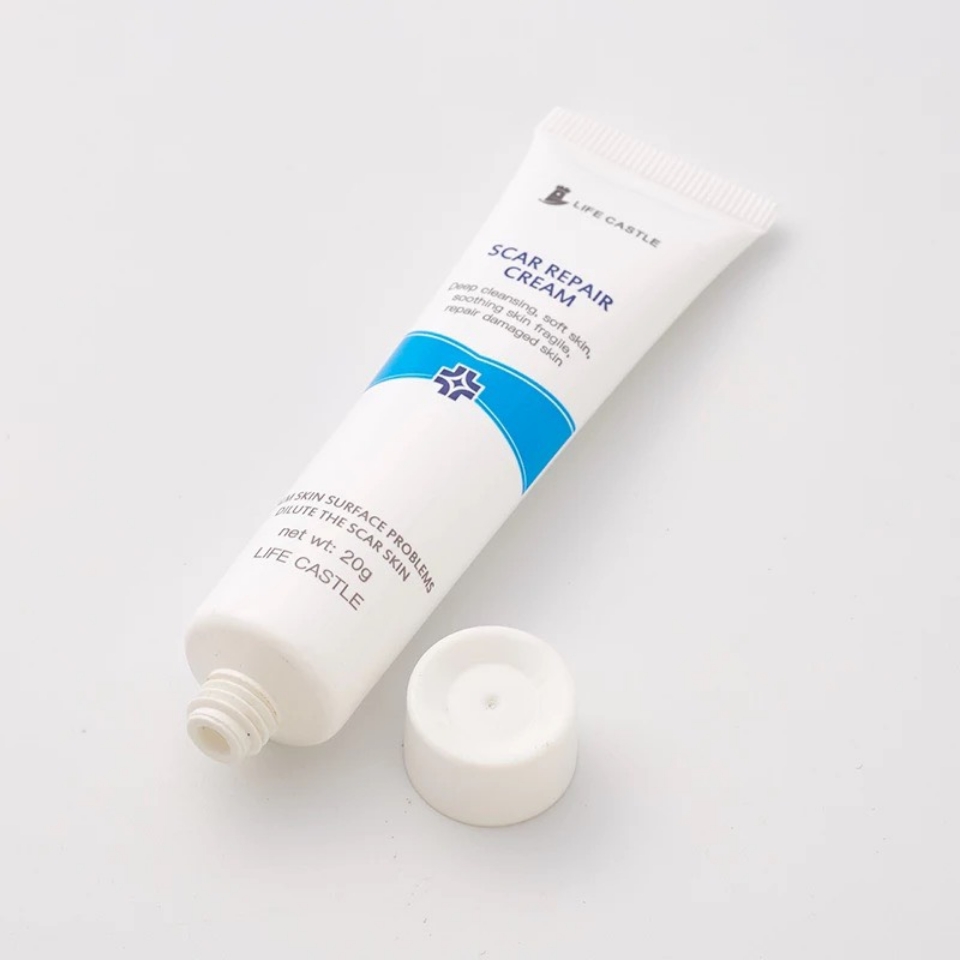 LIFE CASTLE
SCAR REPAIR
CREAM
Deep cleansing, soft skin,
soothing skin fragile,
repair damaged skin
SKIN SURFACE PROBLEMS
DILUTE THE SCAR SKIN
net wt: 20g
LIFE CASTLE